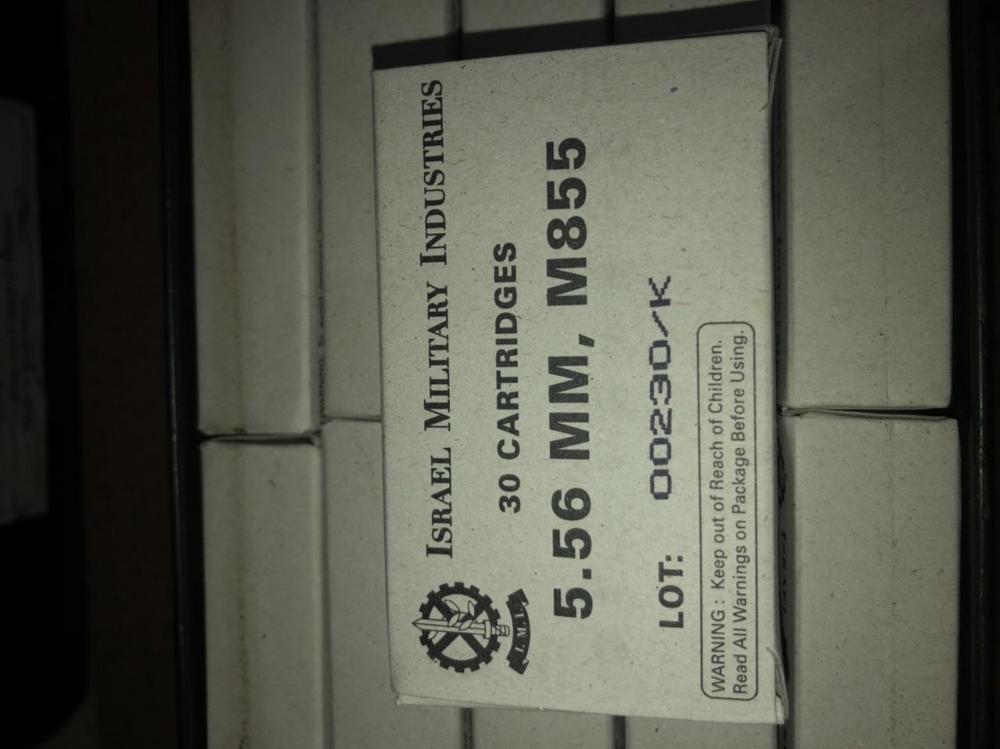 ISRAEL MILITARY INDUSTRIES
30 CARTRIDGES
5.56 MM, M855
LOT: 00230/K
WARNING: Keep out of Reach of Children.
Read All Warnings on Package Before Using.